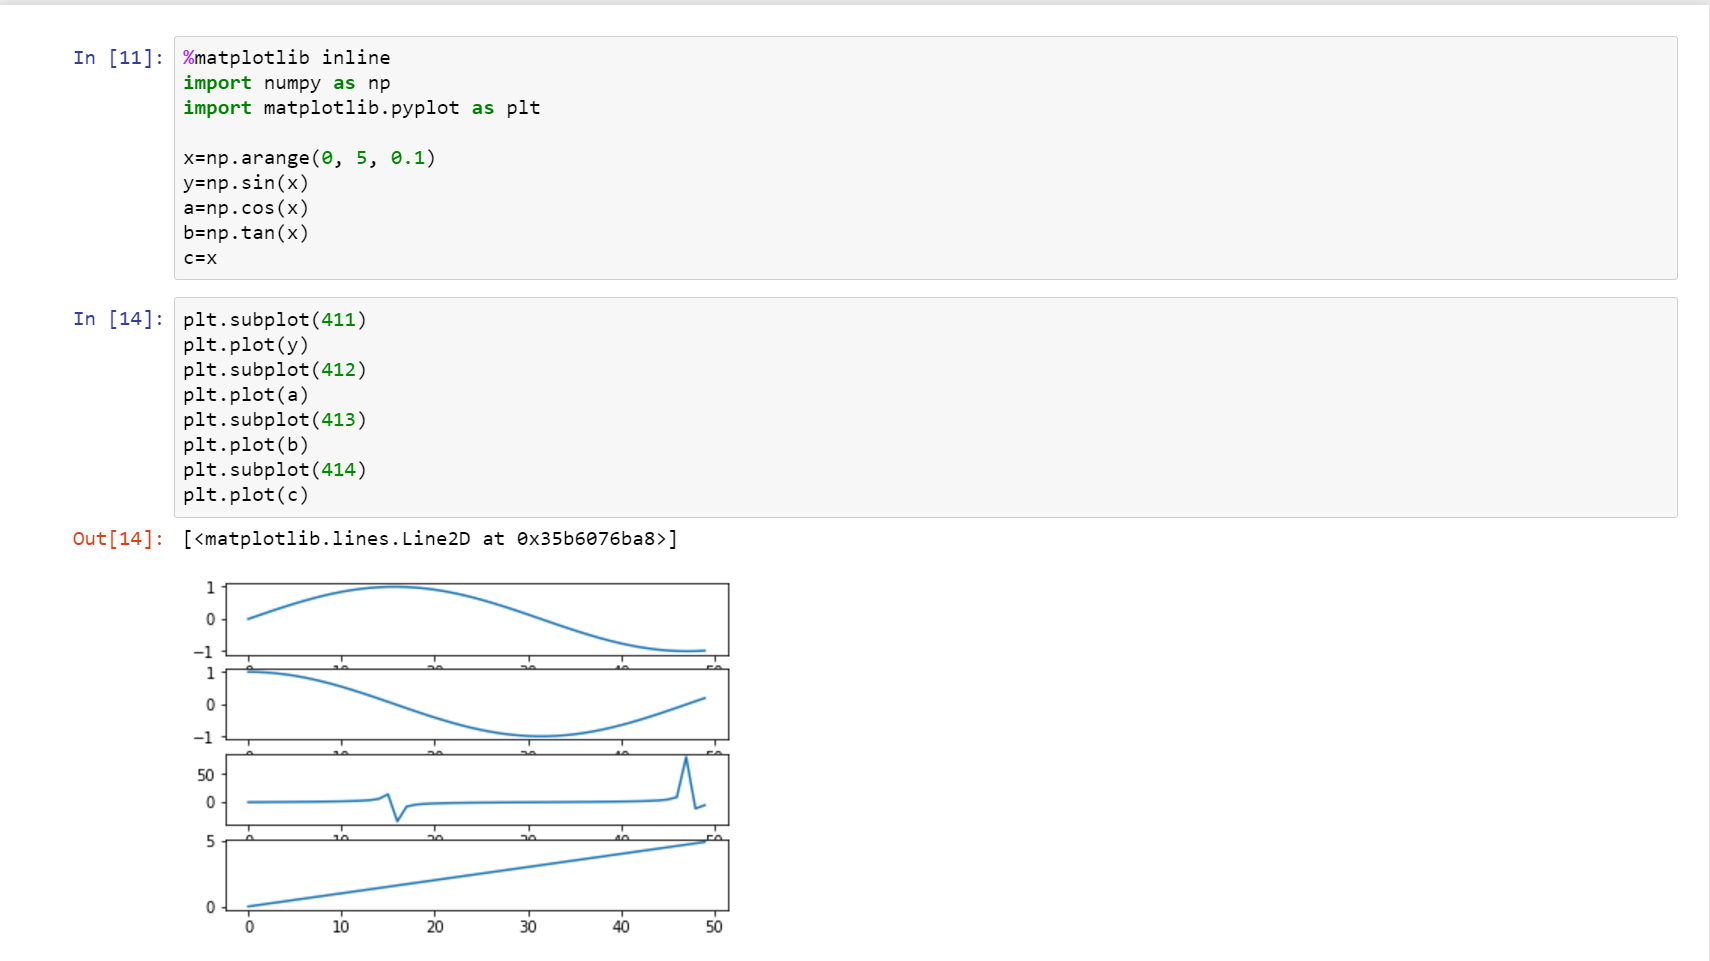 In [11]: %matplotlib inline
import numpy as np
import matplotlib.pyplot as plt
x=np.arange(0, 5, 0.1)
y=np.sin(x)
a=np.cos(x)
b=np.tan(x)
c=x
In [14]: plt.subplot(411)
plt.plot(y)
plt.subplot(412)
plt.plot(a)
plt.subplot(413)
plt.plot(b)
plt.subplot(414)
plt.plot(c)
Out[14]: [<matplotlib.lines.Line2D at 0x35b6076ba8>]
1
0
−1
1
0
−1
50
0
5
0
0 10 20 30 40 50